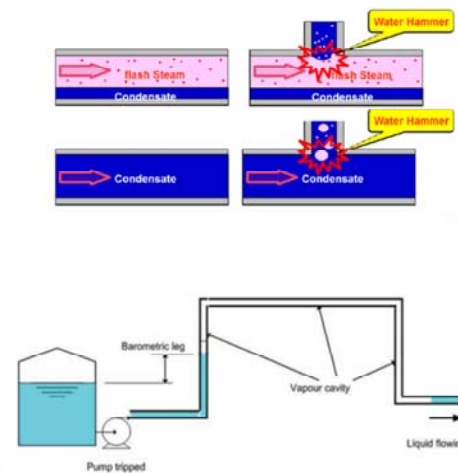 Water Hammer
flash Steam
flash Steam
Condensate
Condensate
Water Hammer
Condensate
Condensate
Barometric leg
Vapour cavity
Liquid flowin
Pump tripped